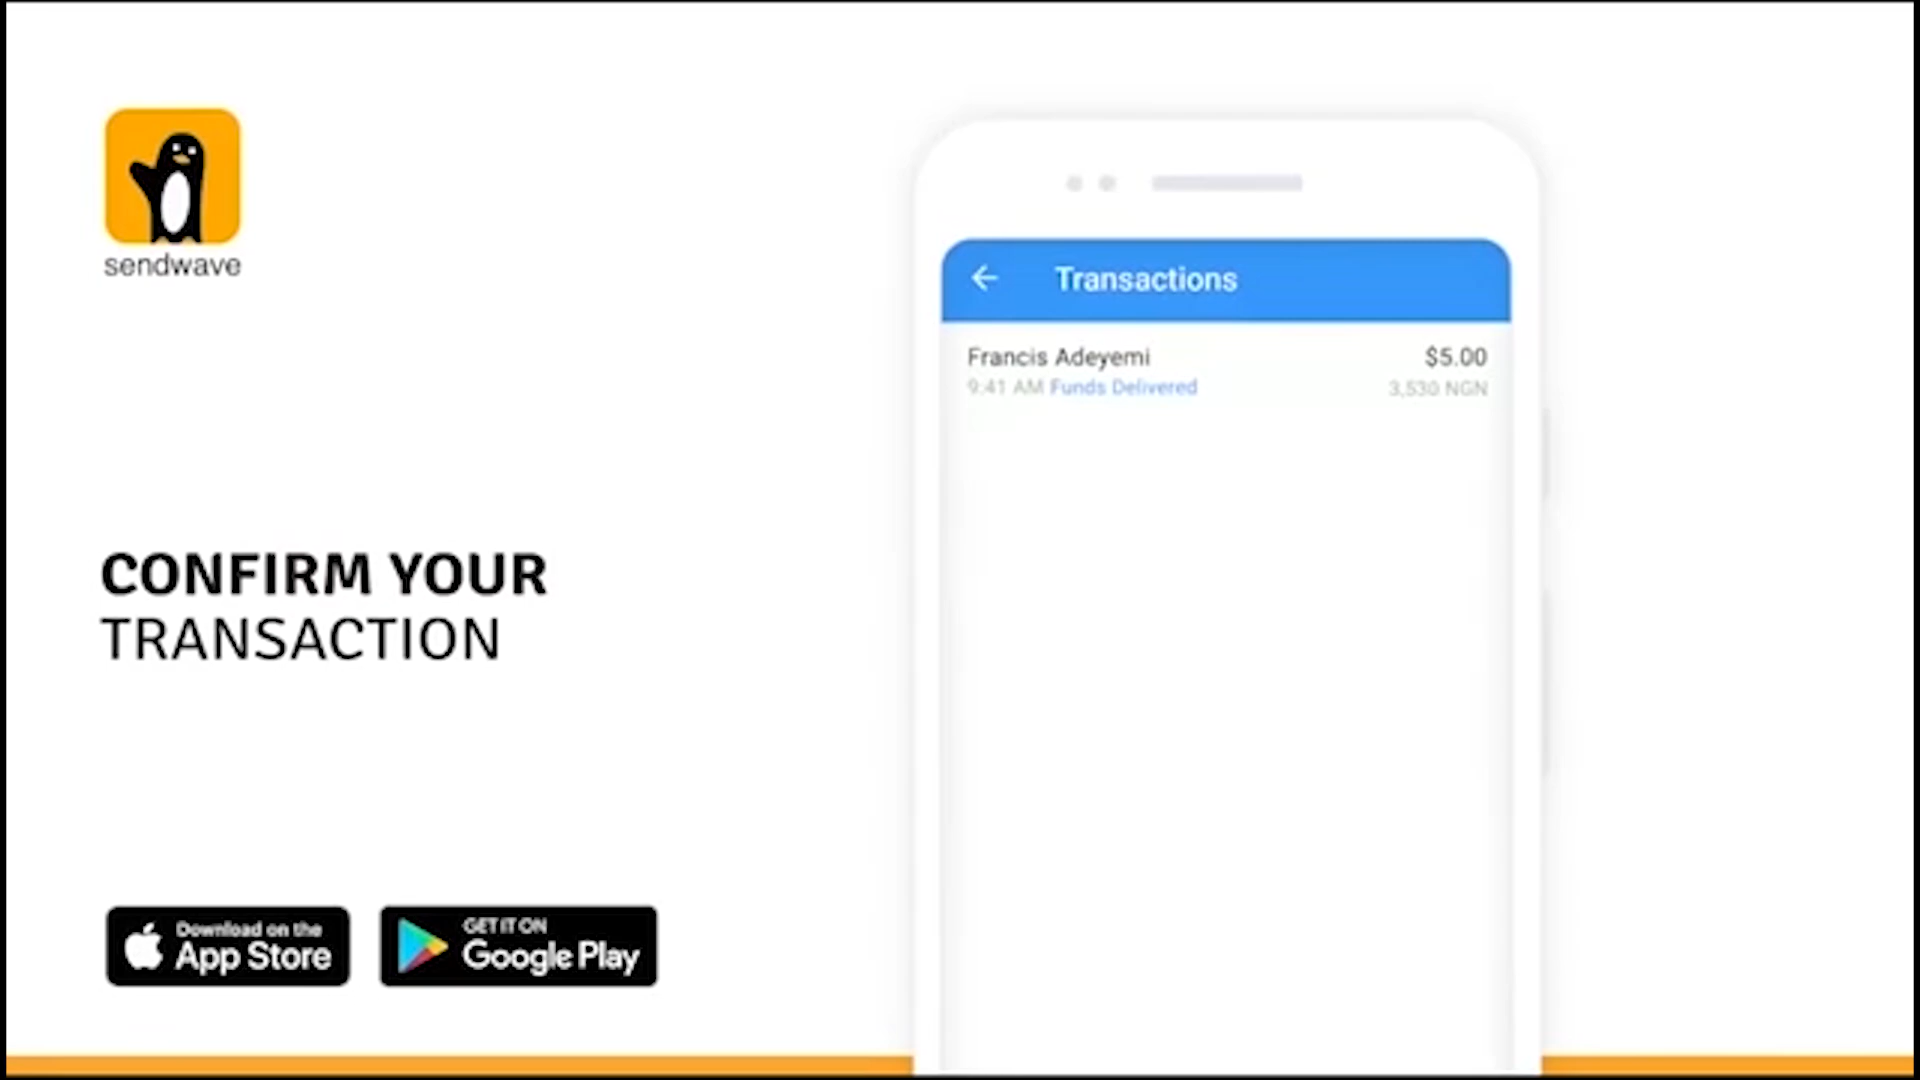 sendwave
CONFIRM YOUR
TRANSACTION
Download on the
App Store
GET IT ON
Google Play
Transactions
Francis Adeyemi $5.00
9:41 AM Funds Delivered 3,530 NGN